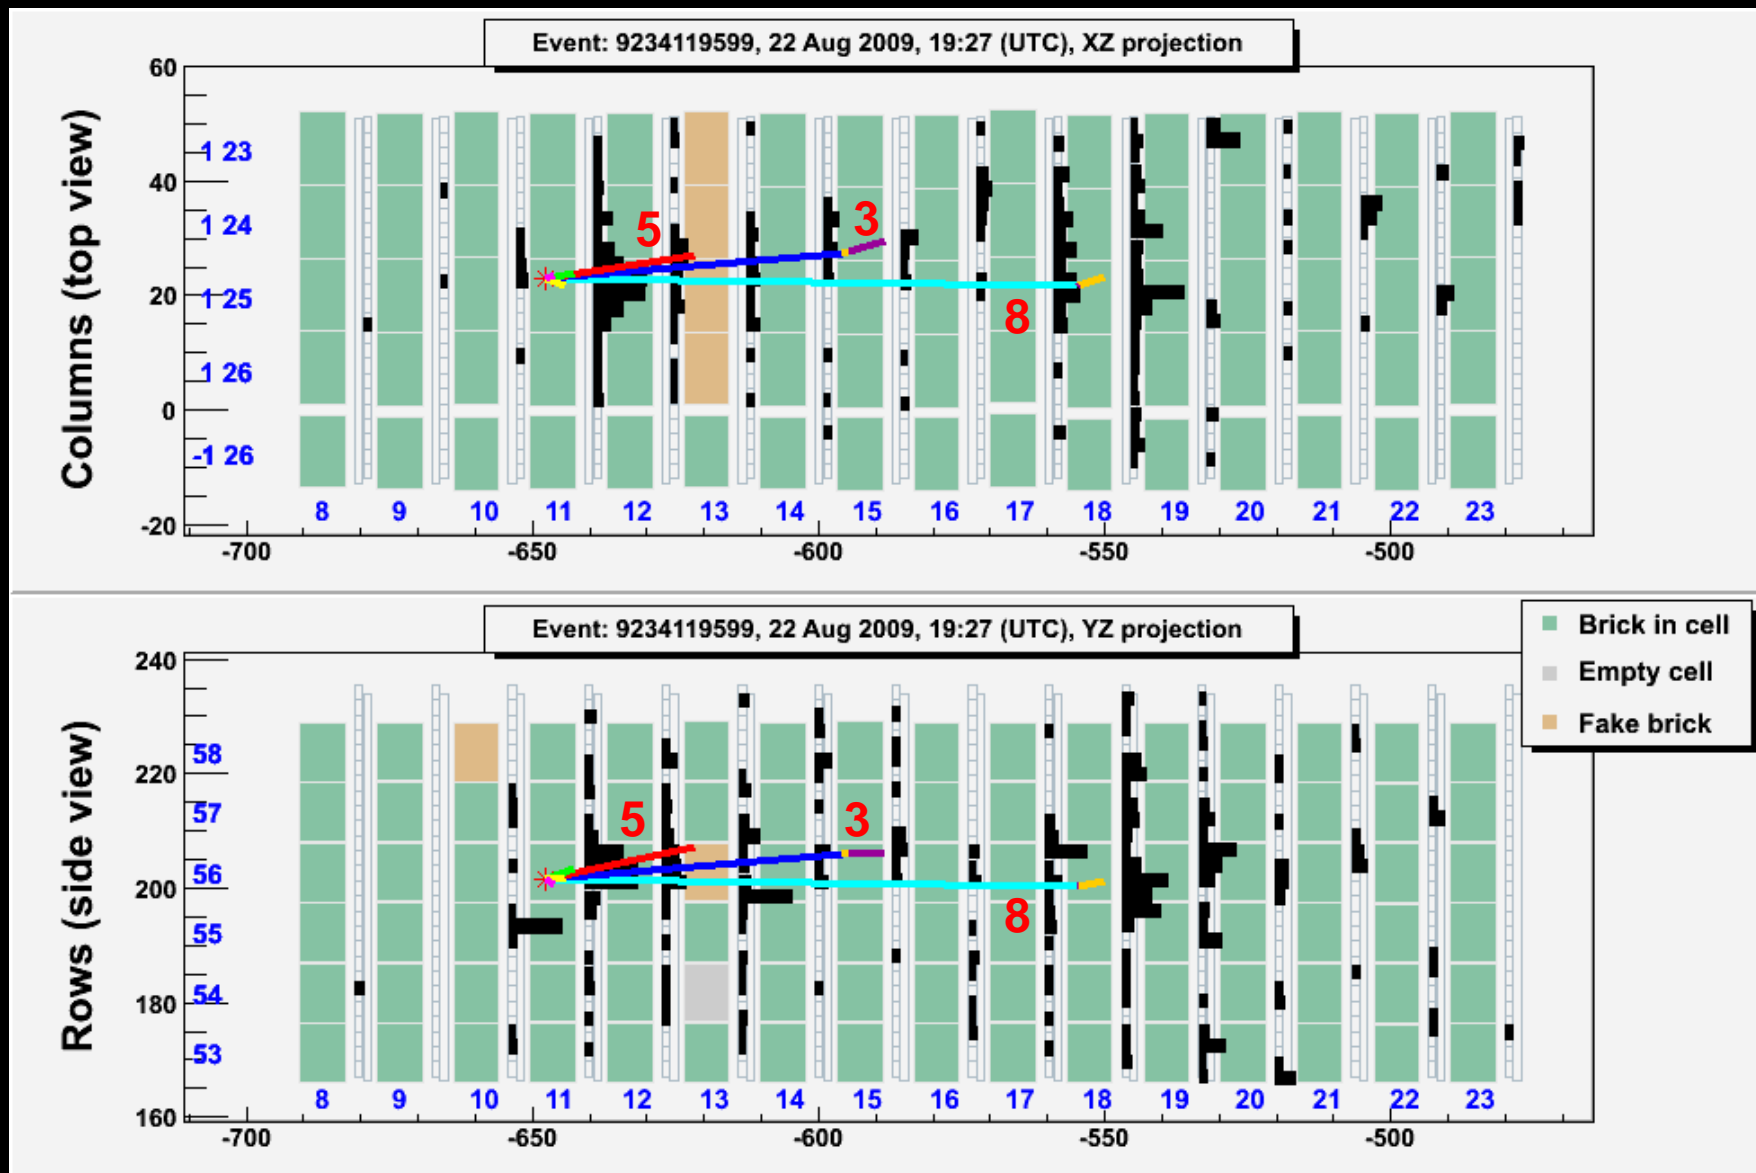 Event: 9234119599, 22 Aug 2009, 19:27 (UTC), XZ projection
Columns (top view)
60
40
20
0
-20
1 23
1 24
1 25
1 26
-1 26
5
3
8
8 9 10 11 12 13 14 15 16 17 18 19 20 21 22 23
-700 -650 -600 -550 -500
Event: 9234119599, 22 Aug 2009, 19:27 (UTC), YZ projection
Brick in cell
Empty cell
Fake brick
Rows (side view)
240
220
200
180
160
58
57
56
55
54
53
5
3
8
8 9 10 11 12 13 14 15 16 17 18 19 20 21 22 23
-700 -650 -600 -550 -500